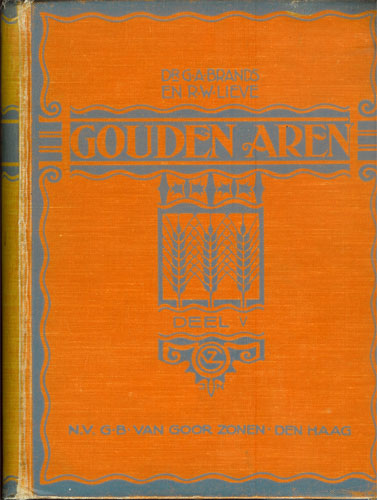 DR G.A. BRANDS
EN R.W. LIEVE
GOUDEN AREN
DEEL V
N.V. G.B. VAN GOOR ZONEN · DEN HAAG